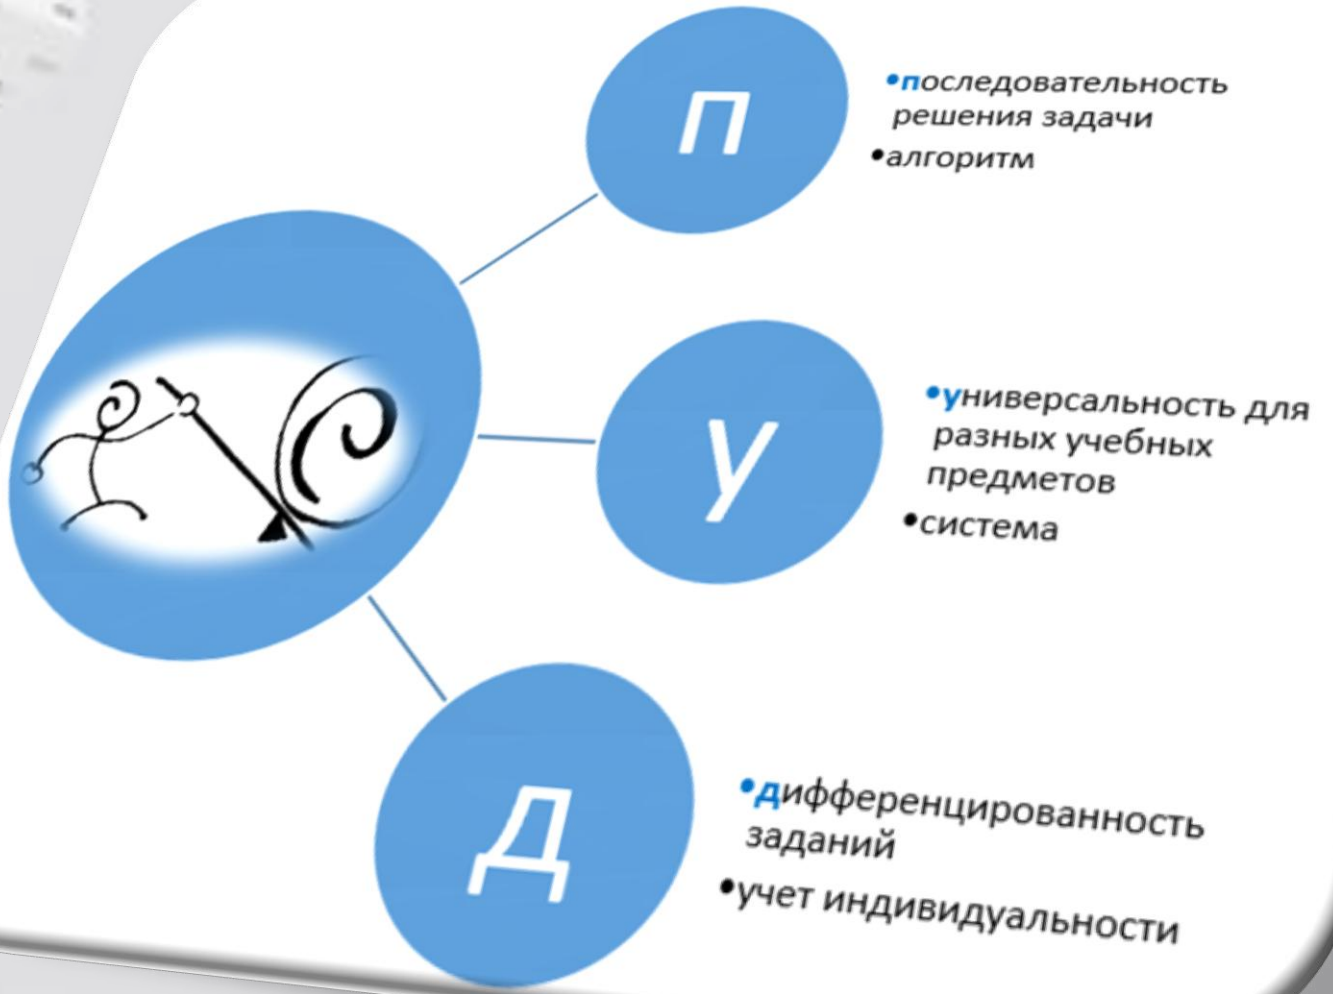 П
•последовательность
решения задачи
•алгоритм
У
•универсальность для
разных учебных
предметов
•система
Д
•дифференцированность
заданий
•учет индивидуальности